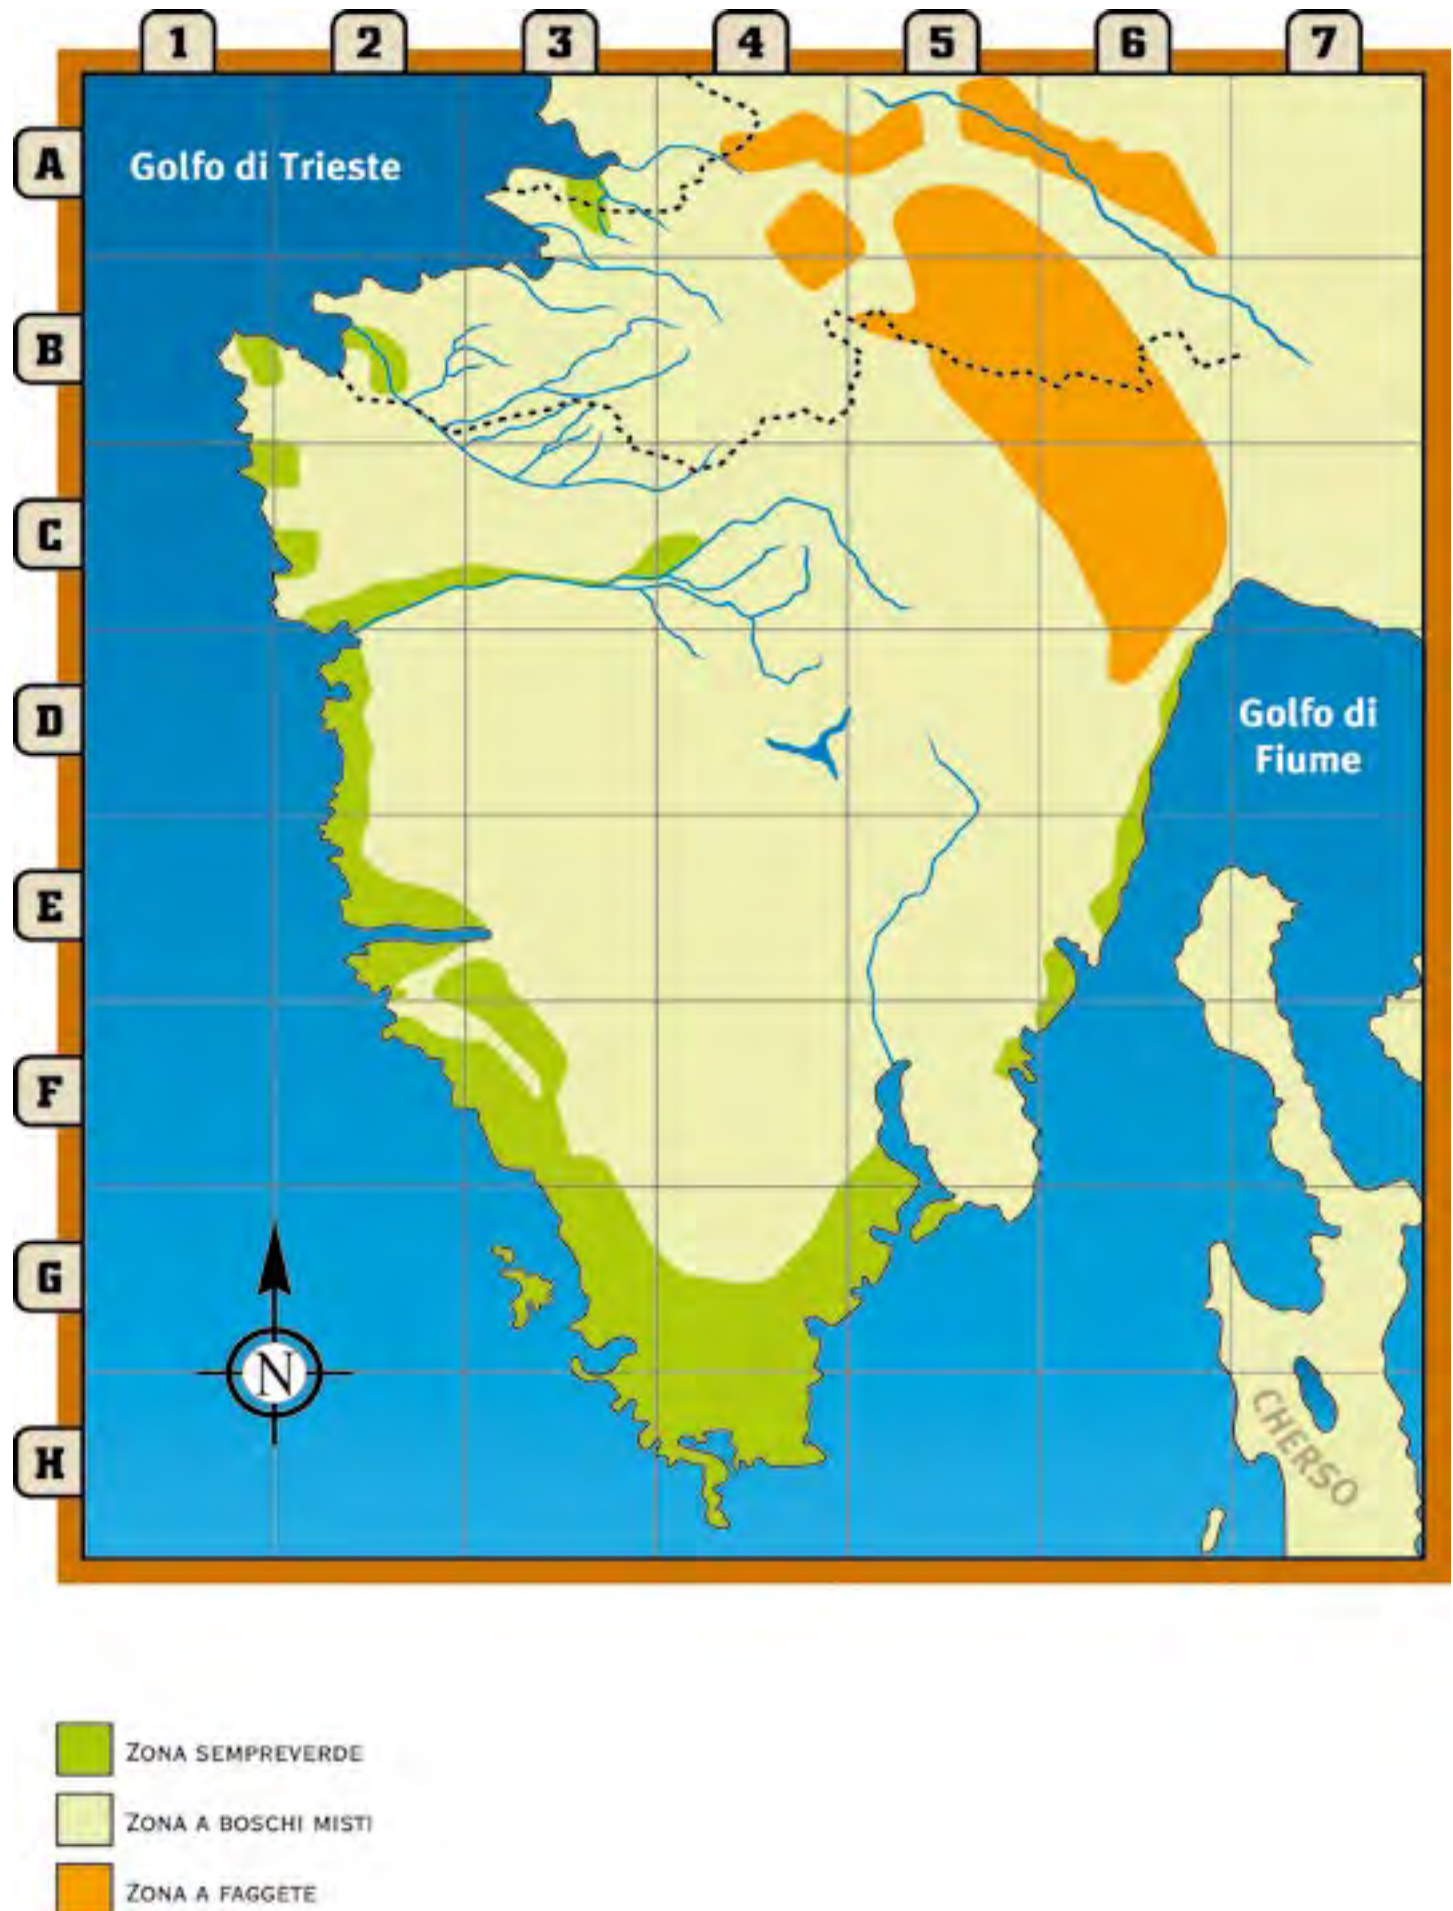 1 2 3 4 5 6 7
A
Golfo di Trieste
B
C
D
Golfo di
Fiume
E
F
G
N
H
CHERSO
ZONA SEMPREVERDE
ZONA A BOSCHI MISTI
ZONA A FAGGETE